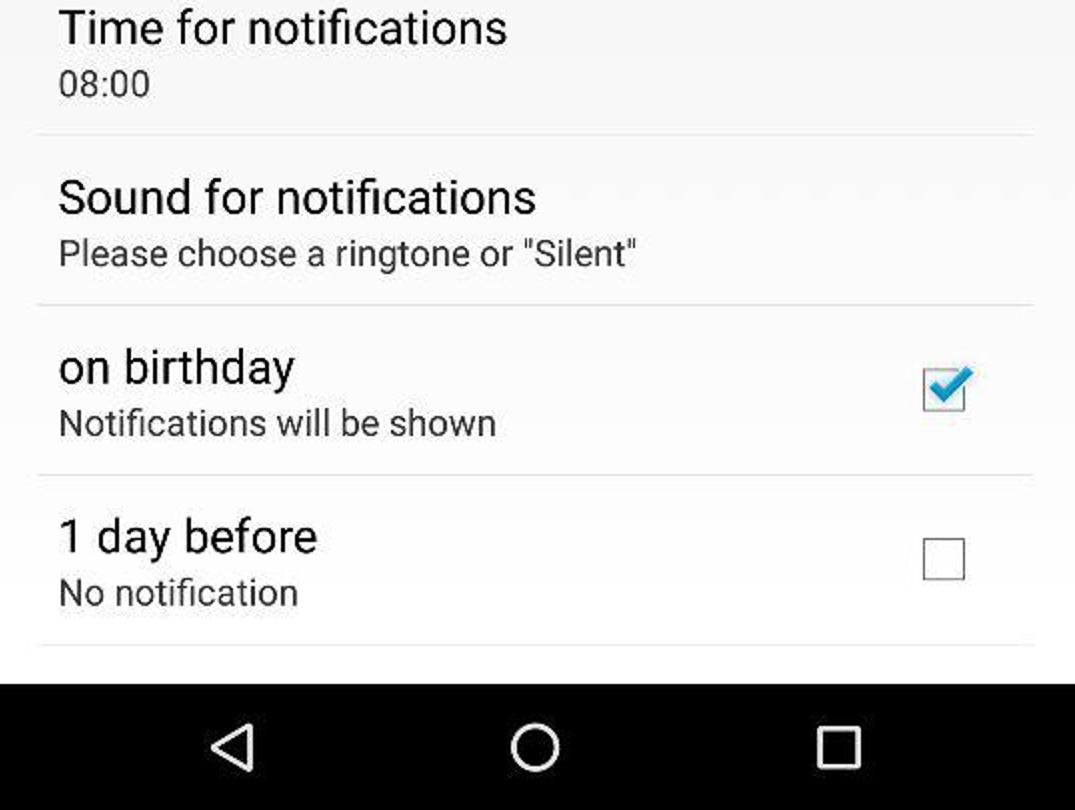 Time for notifications
08:00
Sound for notifications
Please choose a ringtone or "Silent"
on birthday
Notifications will be shown
1 day before
No notification